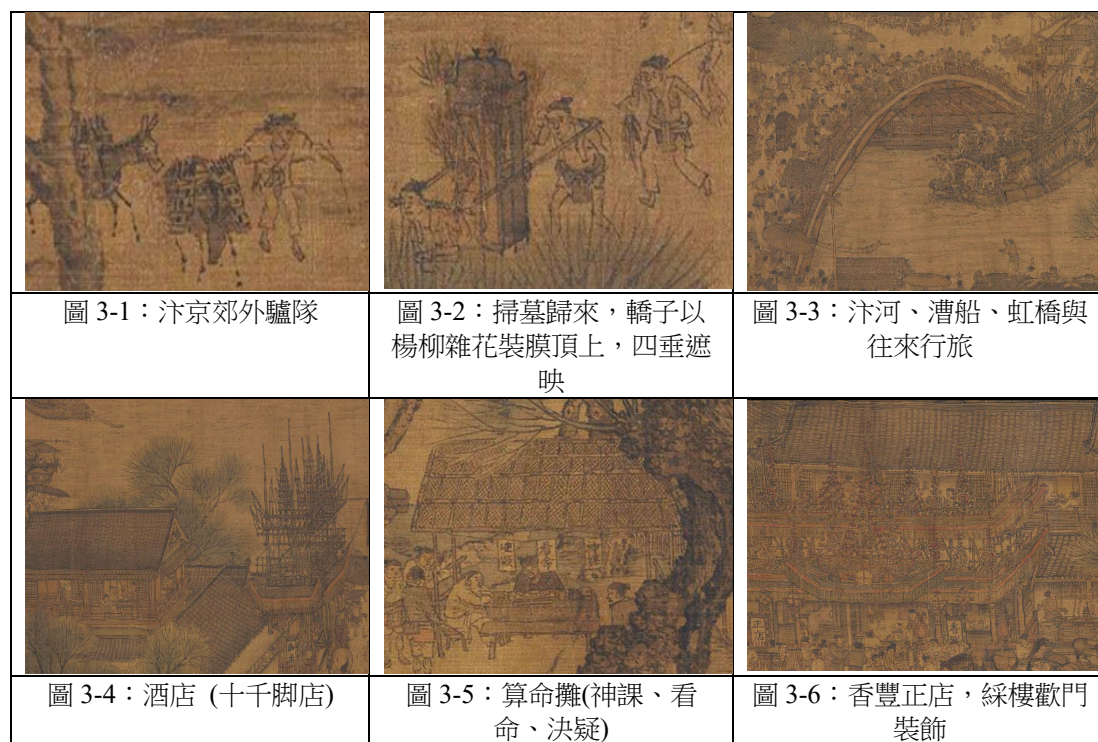 圖 3-1：汴京郊外驢隊
圖 3-2：掃墓歸來，轎子以
楊柳雜花裝膜頂上，四垂遮
映
圖 3-3：汴河、漕船、虹橋與
往來行旅
正店
圖 3-4：酒店 (十千脚店)
圖 3-5：算命攤(神課、看
命、決疑)
圖 3-6：香豐正店，綵樓歡門
裝飾